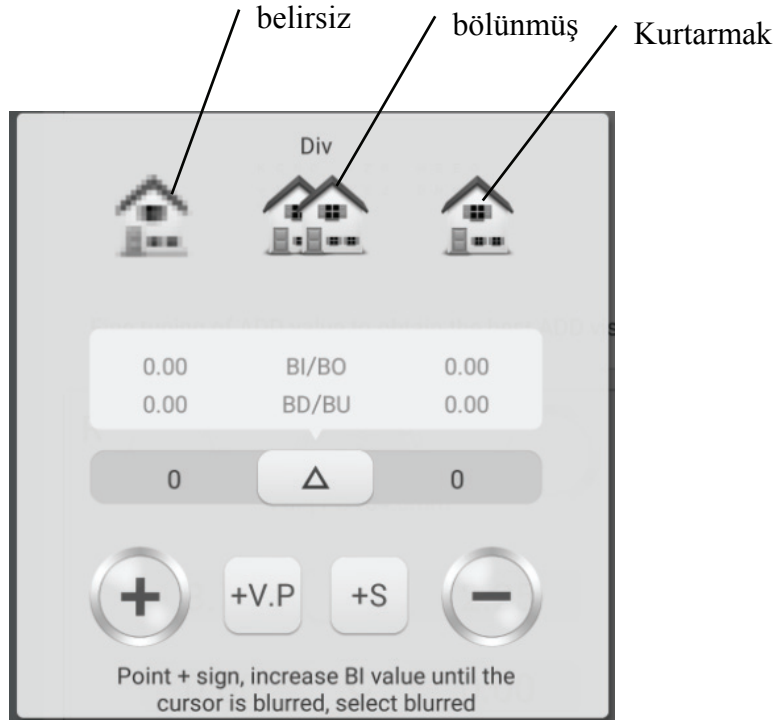 belirsiz
bölünmüş
Kurtarmak
Div
0.00 BI/BO 0.00
0.00 BD/BU 0.00
0 △ 0
+ +V.P +S −
Point + sign, increase BI value until the
cursor is blurred, select blurred